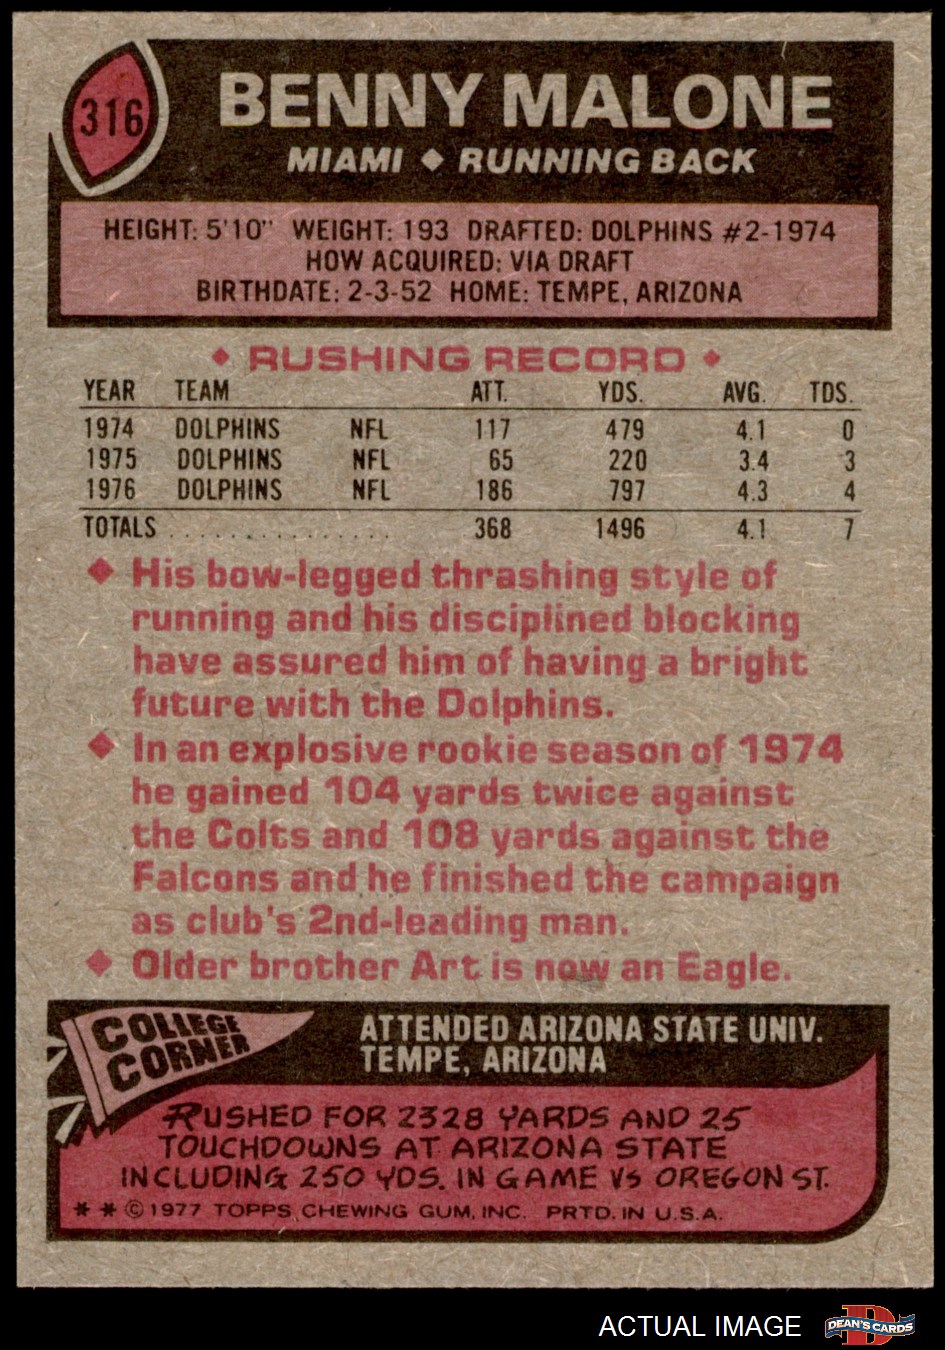 316
BENNY MALONE
MIAMI ◆ RUNNING BACK
HEIGHT: 5'10" WEIGHT: 193 DRAFTED: DOLPHINS #2-1974
HOW ACQUIRED: VIA DRAFT
BIRTHDATE: 2-3-52 HOME: TEMPE, ARIZONA
◆ RUSHING RECORD ◆
YEAR TEAM ATT. YDS. AVG. TDS.
1974 DOLPHINS NFL 117 479 4.1 0
1975 DOLPHINS NFL 65 220 3.4 3
1976 DOLPHINS NFL 186 797 4.3 4
TOTALS . . . . . . . . . . . . . . . 368 1496 4.1 7
◆ His bow-legged thrashing style of
running and his disciplined blocking
have assured him of having a bright
future with the Dolphins.
◆ In an explosive rookie season of 1974
he gained 104 yards twice against
the Colts and 108 yards against the
Falcons and he finished the campaign
as club's 2nd-leading man.
◆ Older brother Art is now an Eagle.
COLLEGE
CORNER
ATTENDED ARIZONA STATE UNIV.
TEMPE, ARIZONA
RUSHED FOR 2328 YARDS AND 25
TOUCHDOWNS AT ARIZONA STATE
INCLUDING 250 YDS. IN GAME VS OREGON ST.
* * © 1977 TOPPS CHEWING GUM, INC. PRTD. IN U.S.A.
ACTUAL IMAGE
D
DEAN'S CARDS